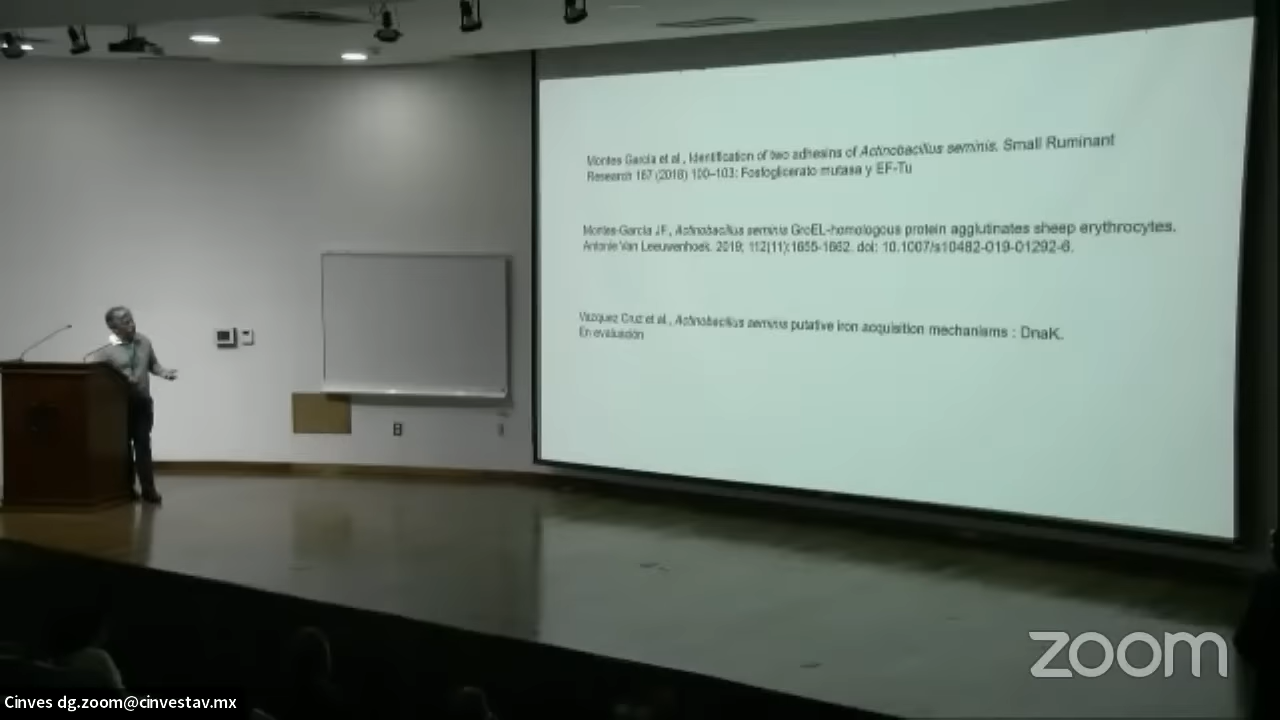 Montes García et al., Identification of two adhesins of Actinobacillus seminis. Small Ruminant
Research 167 (2018) 100–103: Fosfoglicerato mutasa y EF-Tu
Montes-García J.F., Actinobacillus seminis GroEL-homologous protein agglutinates sheep erythrocytes.
Antonie Van Leeuwenhoek. 2019; 112(11):1655-1662. doi: 10.1007/s10482-019-01292-6.
Vázquez Cruz et al., Actinobacillus seminis putative iron acquisition mechanisms : DnaK.
En evaluación
zoom
Cinves dg.zoom@cinvestav.mx